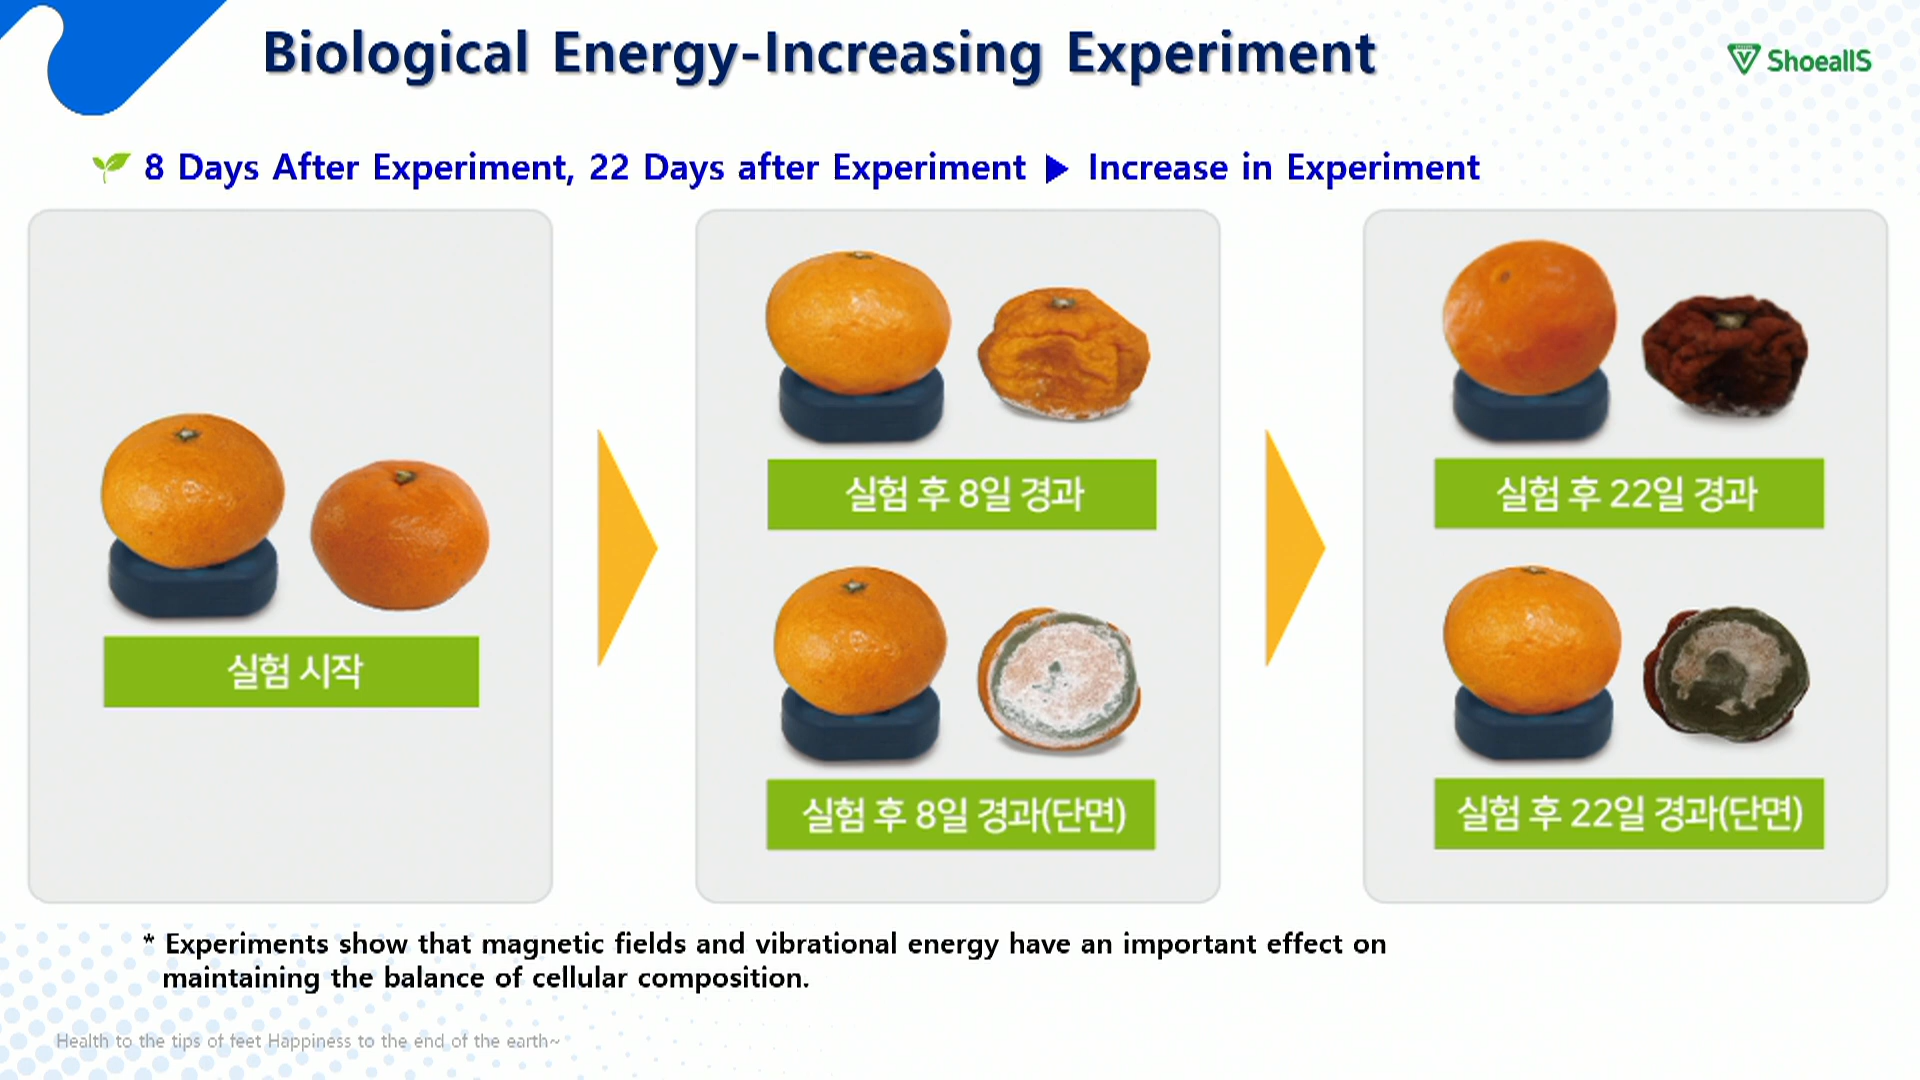 Biological Energy-Increasing Experiment
ShoeallS
8 Days After Experiment, 22 Days after Experiment ▶ Increase in Experiment
실험 시작
실험 후 8일 경과
실험 후 8일 경과(단면)
실험 후 22일 경과
실험 후 22일 경과(단면)
* Experiments show that magnetic fields and vibrational energy have an important effect on
maintaining the balance of cellular composition.
Health to the tips of feet Happiness to the end of the earth~